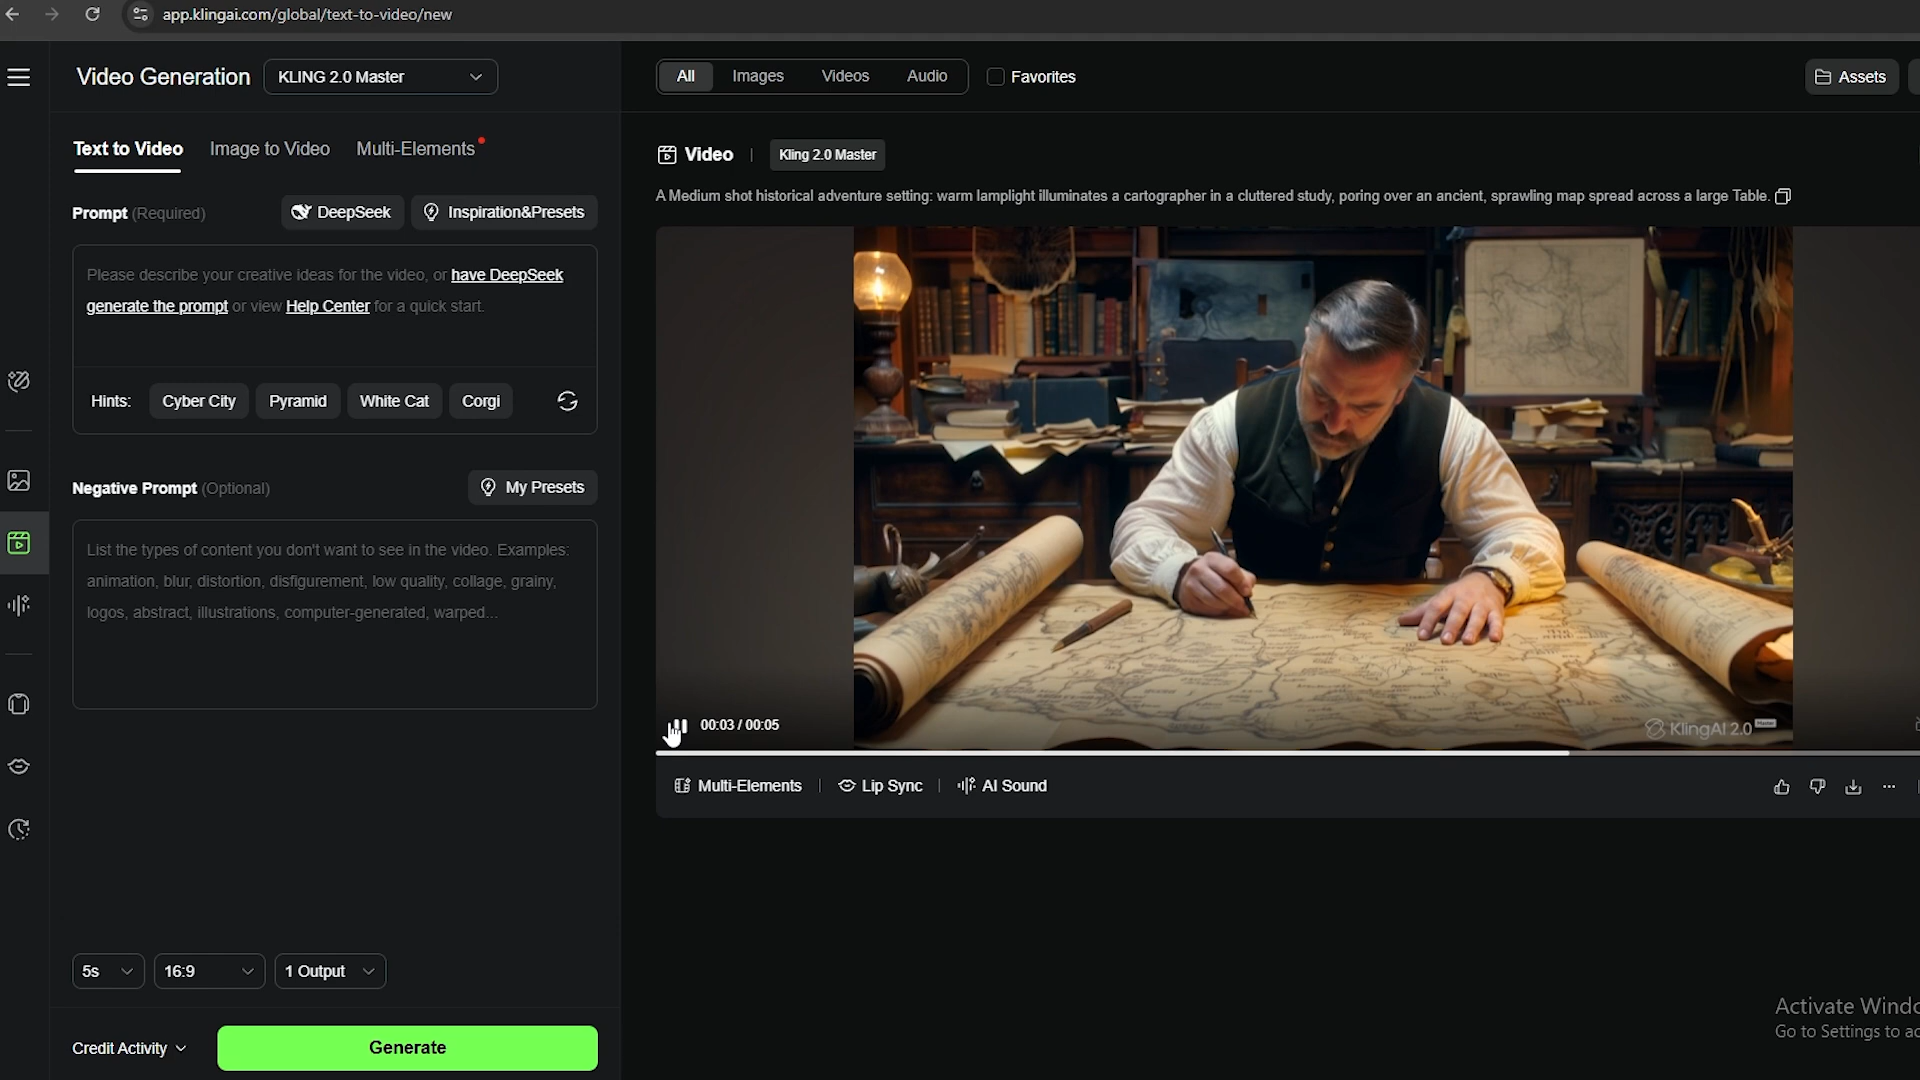 app.klingai.com/global/text-to-video/new
Video Generation
KLING 2.0 Master
All
Images
Videos
Audio
Favorites
Assets
Text to Video
Image to Video
Multi-Elements
Video
Kling 2.0 Master
A Medium shot historical adventure setting: warm lamplight illuminates a cartographer in a cluttered study, poring over an ancient, sprawling map spread across a large Table.
Prompt (Required)
DeepSeek
Inspiration&Presets
Please describe your creative ideas for the video, or have DeepSeek
generate the prompt or view Help Center for a quick start.
Hints:
Cyber City
Pyramid
White Cat
Corgi
Negative Prompt (Optional)
My Presets
List the types of content you don't want to see in the video. Examples:
animation, blur, distortion, disfigurement, low quality, collage, grainy,
logos, abstract, illustrations, computer-generated, warped...
00:03 / 00:05
KlingAI 2.0 Master
Multi-Elements
Lip Sync
AI Sound
5s
16:9
1 Output
Credit Activity
Generate
Activate Windo
Go to Settings to ac